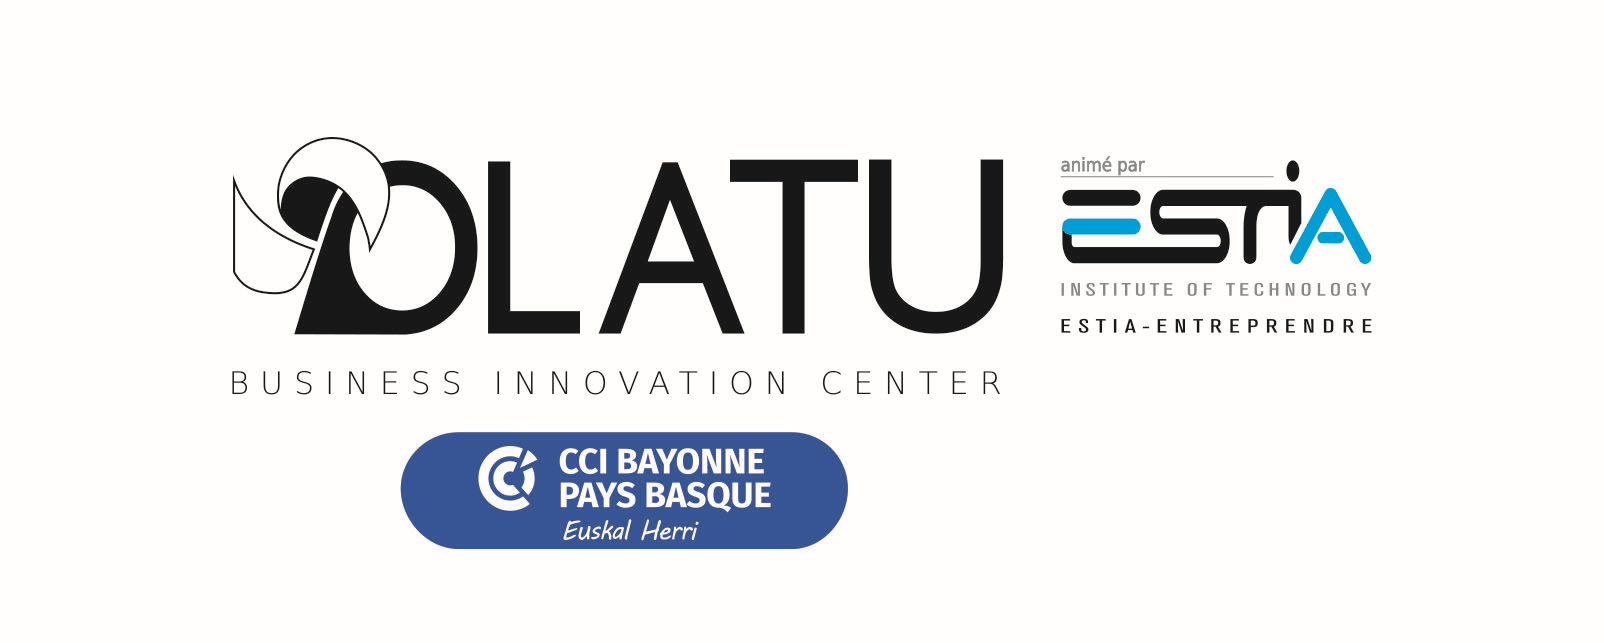 OLATU
BUSINESS INNOVATION CENTER
CCI BAYONNE
PAYS BASQUE
Euskal Herri
animé par
ESTIA
INSTITUTE OF TECHNOLOGY
ESTIA-ENTREPRENDRE